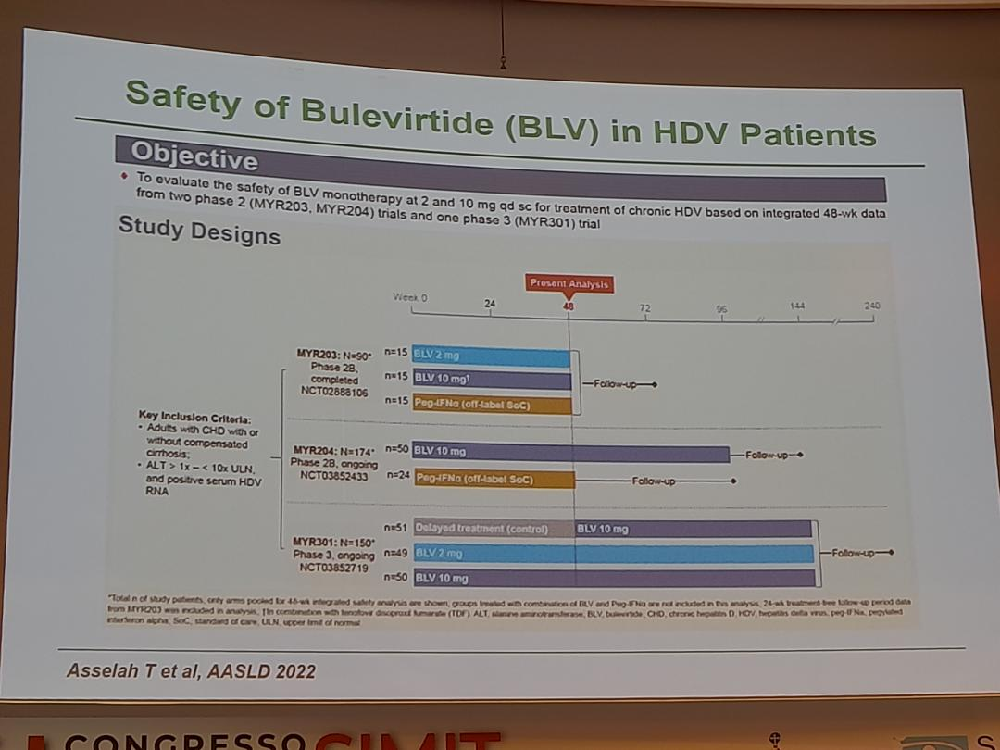 Safety of Bulevirtide (BLV) in HDV Patients
Objective
♦ To evaluate the safety of BLV monotherapy at 2 and 10 mg qd sc for treatment of chronic HDV based on integrated 48-wk data
from two phase 2 (MYR203, MYR204) trials and one phase 3 (MYR301) trial
Study Designs
Present Analysis
Week 0 24 48 72 96 144 240
MYR203: N=90*
Phase 2B,
completed
NCT02888106
n=15 BLV 2 mg
n=15 BLV 10 mg†
n=15 Peg-IFNα (off-label SoC)
Follow-up
Key Inclusion Criteria:
• Adults with CHD with or
without compensated
cirrhosis;
• ALT > 1x – < 10x ULN,
and positive serum HDV
RNA
MYR204: N=174*
Phase 2B, ongoing
NCT03852433
n=50 BLV 10 mg
Follow-up
n=24 Peg-IFNα (off-label SoC)
Follow-up
MYR301: N=150*
Phase 3, ongoing
NCT03852719
n=51 Delayed treatment (control) BLV 10 mg
n=49 BLV 2 mg
n=50 BLV 10 mg
Follow-up
*Total n of study patients, only arms pooled for 48-wk integrated safety analysis are shown, groups treated with combination of BLV and Peg-IFNα are not included in this analysis, 24-wk treatment-free follow-up period data
from MYR203 was included in analysis, †In combination with tenofovir disoproxil fumarate (TDF). ALT, alanine aminotransferase, BLV, bulevirtide, CHD, chronic hepatitis D, HDV, hepatitis delta virus, peg-IFNα, pegylated
interferon alpha, SoC, standard of care, ULN, upper limit of normal
Asselah T et al, AASLD 2022
CONGRESSO SIMIT